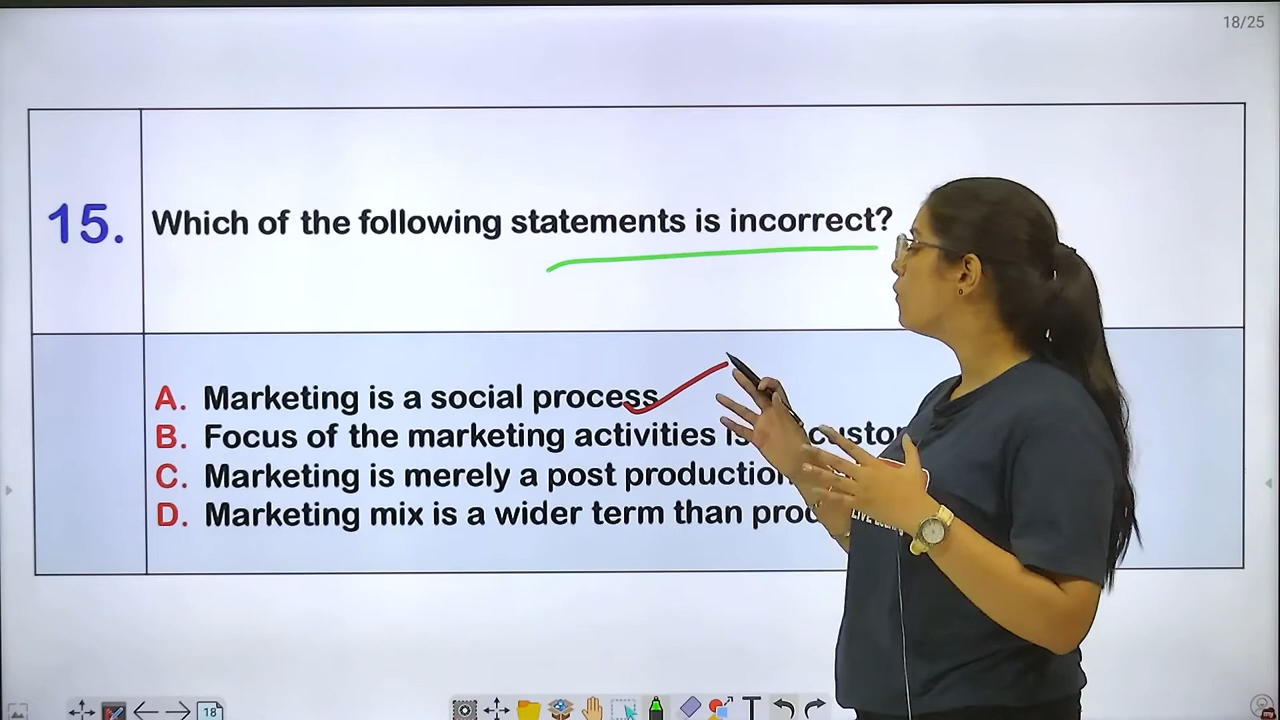 18/25
15. Which of the following statements is incorrect?
A. Marketing is a social process
B. Focus of the marketing activities is
C. Marketing is merely a post production
D. Marketing mix is a wider term than
LIVE
18